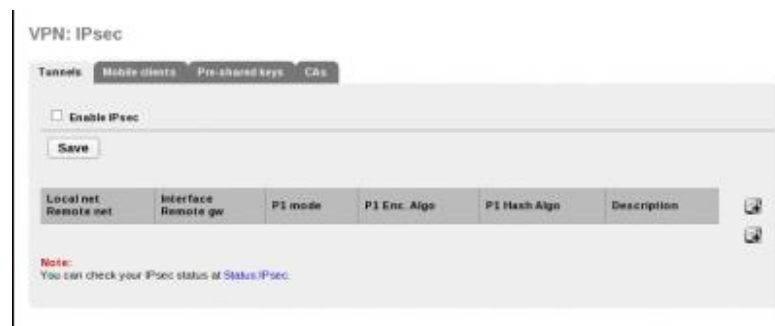 VPN: IPsec
Tunnels Mobile clients Pre-shared keys CAs
Enable IPsec
Save
Local net Interface P1 mode P1 Enc. Algo P1 Hash Algo Description
Remote net Remote gw
Note:
You can check your IPsec status at Status:IPsec.